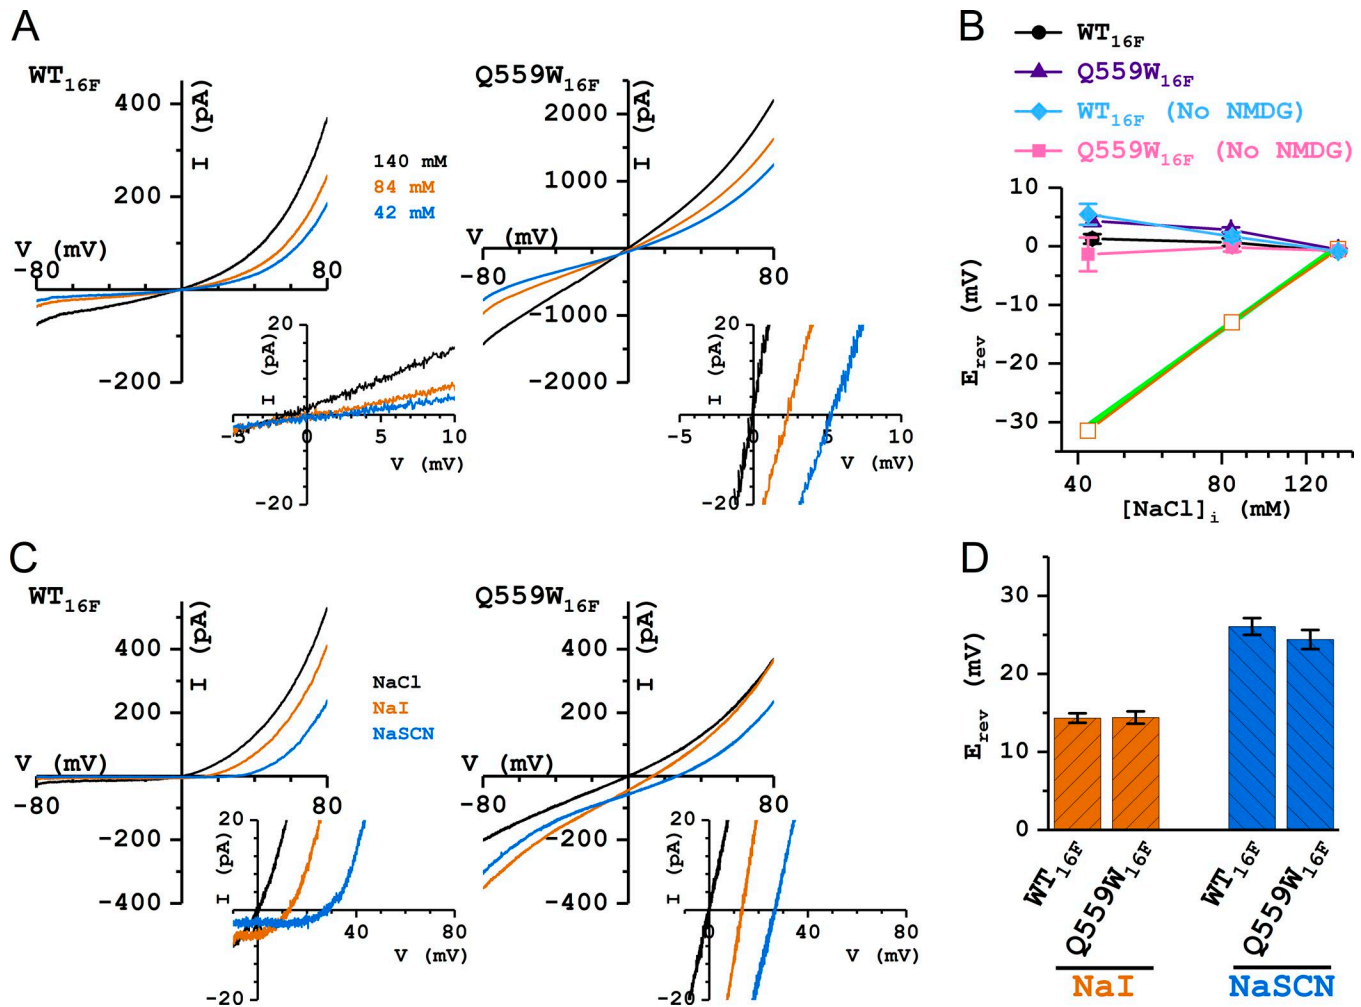 A
WT16F
I (pA)
400
200
-200
V (mV)
-80
80
140 mM
84 mM
42 mM
I (pA)
20
-20
-5
0
5
10
V (mV)
Q559W16F
I (pA)
2000
1000
-1000
-2000
V (mV)
-80
80
I (pA)
20
-20
-5
0
5
10
V (mV)
B
WT16F
Q559W16F
WT16F (No NMDG)
Q559W16F (No NMDG)
10
0
-10
-20
-30
Erev (mV)
40
80
120
[NaCl]i (mM)
C
WT16F
I (pA)
400
200
-200
-400
V (mV)
-80
80
NaCl
NaI
NaSCN
I (pA)
20
-20
0
40
80
V (mV)
Q559W16F
I (pA)
400
200
-200
-400
V (mV)
-80
80
I (pA)
20
-20
0
40
80
V (mV)
D
30
20
10
0
Erev (mV)
WT16F
Q559W16F
WT16F
Q559W16F
NaI
NaSCN